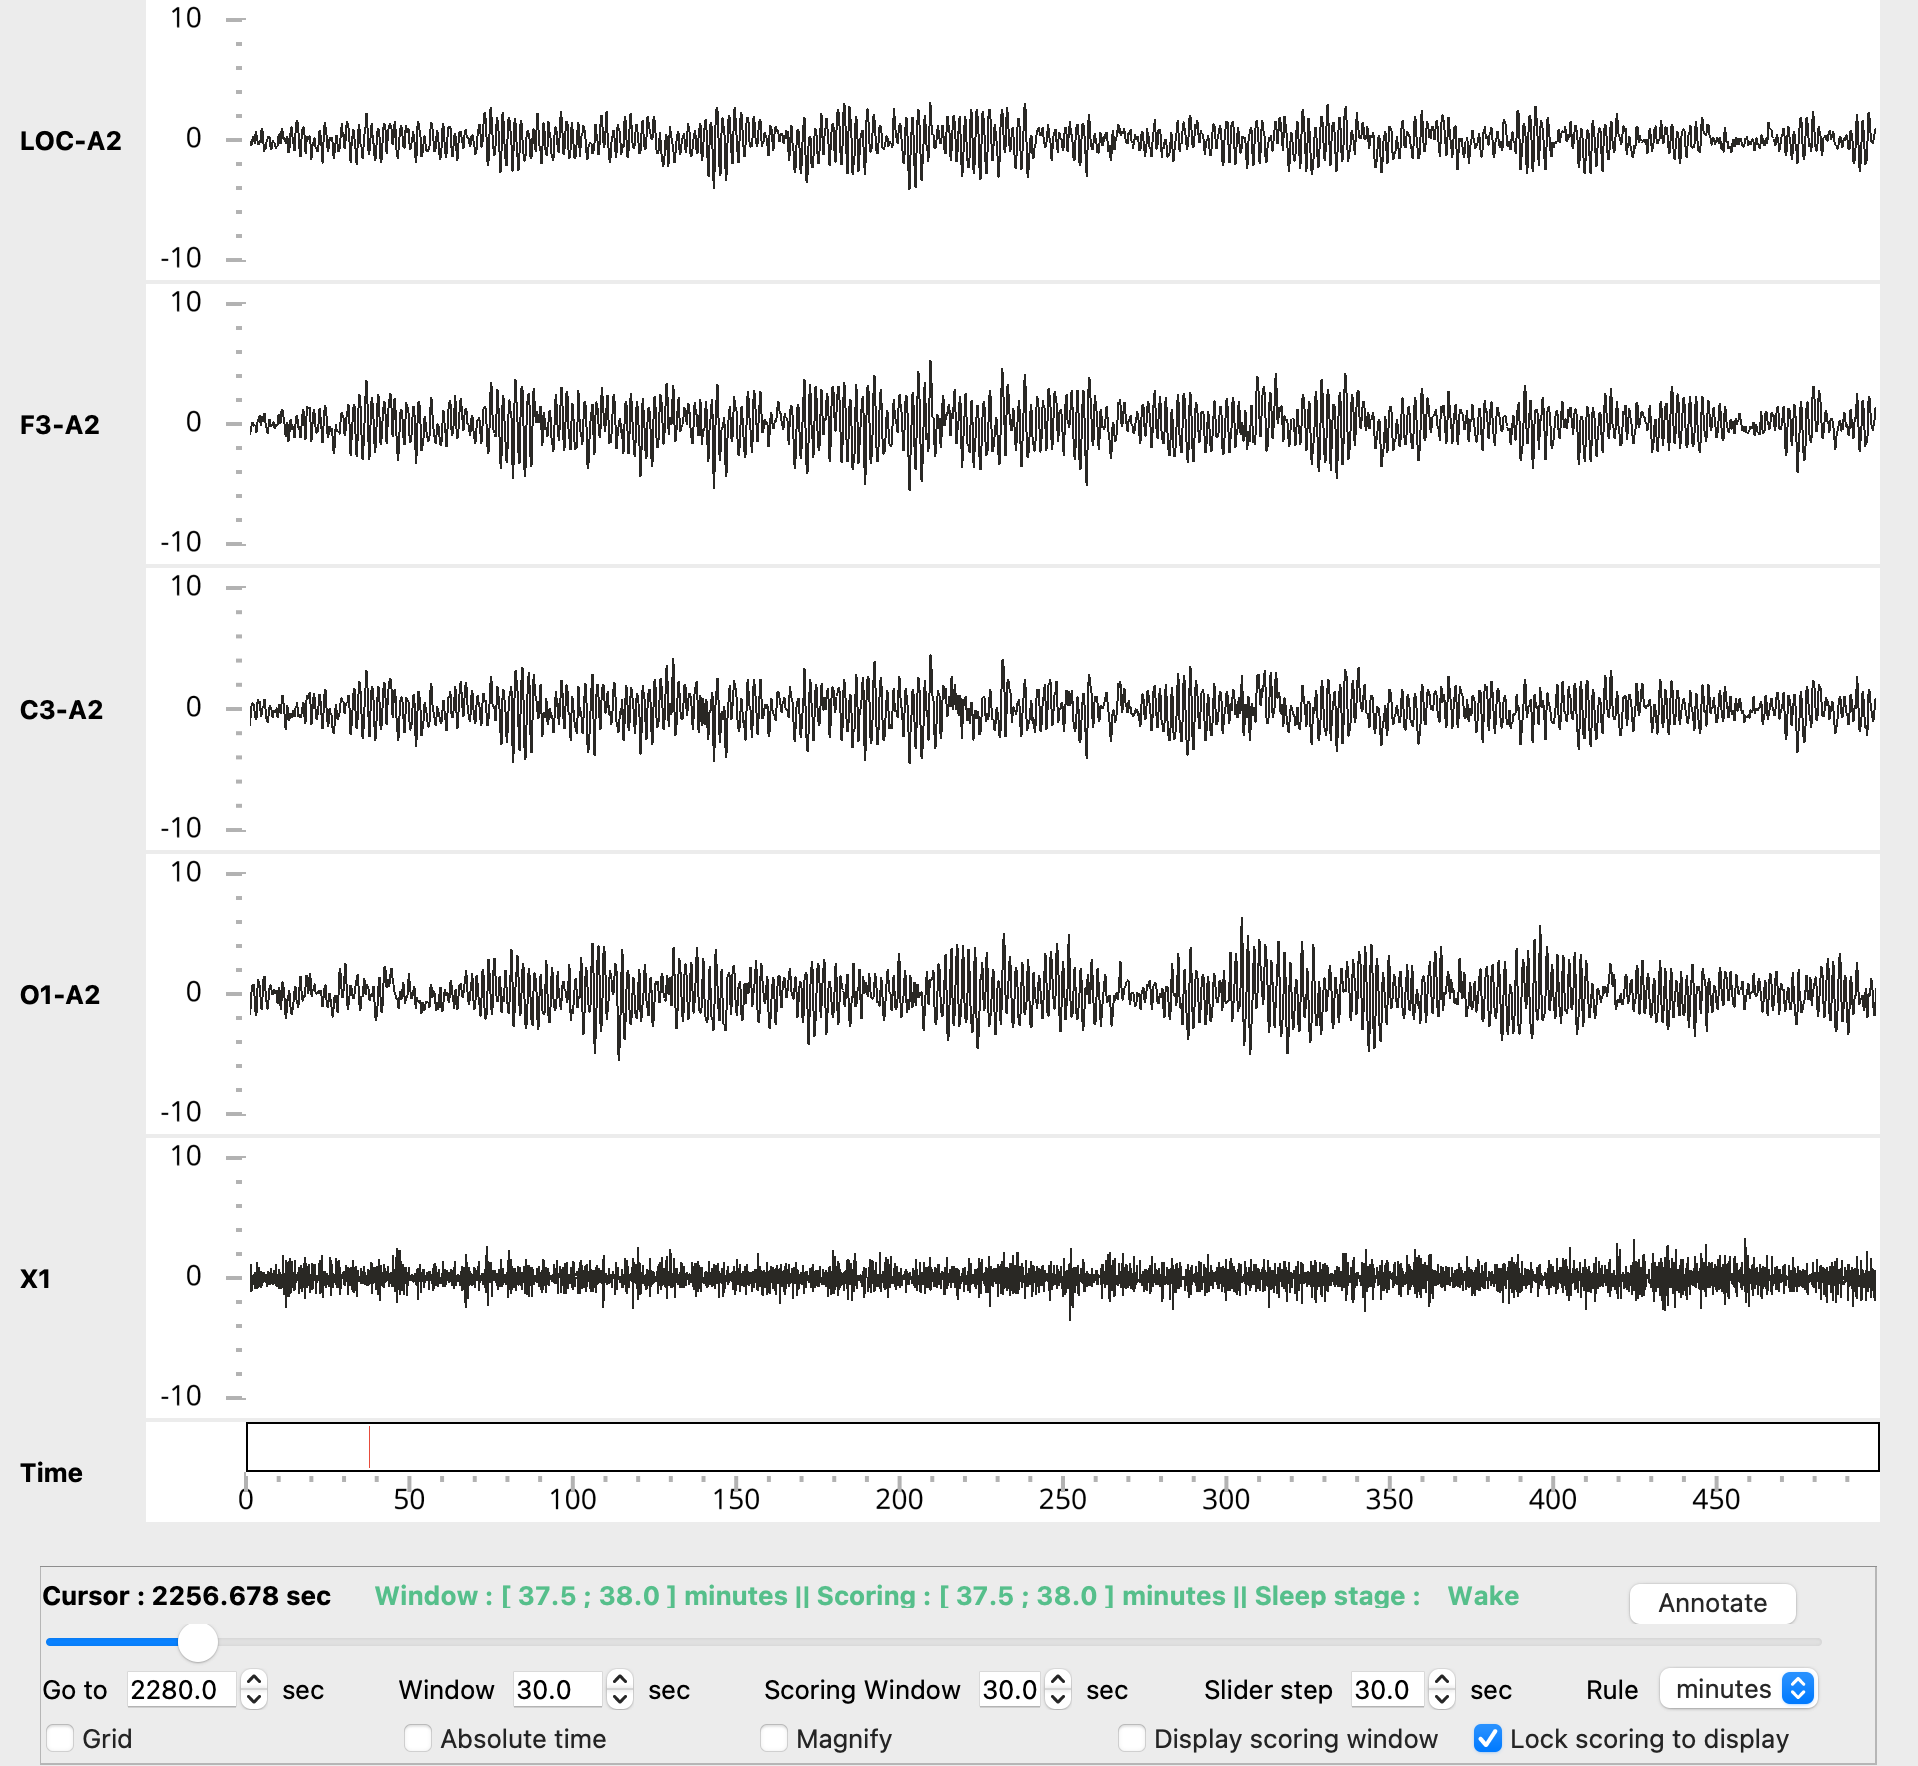 10
LOC-A2 0
-10
10
F3-A2 0
-10
10
C3-A2 0
-10
10
O1-A2 0
-10
10
X1 0
-10
Time
0 50 100 150 200 250 300 350 400 450
Cursor : 2256.678 sec Window : [ 37.5 ; 38.0 ] minutes || Scoring : [ 37.5 ; 38.0 ] minutes || Sleep stage : Wake Annotate
Go to 2280.0 sec Window 30.0 sec Scoring Window 30.0 sec Slider step 30.0 sec Rule minutes
Grid Absolute time Magnify Display scoring window Lock scoring to display